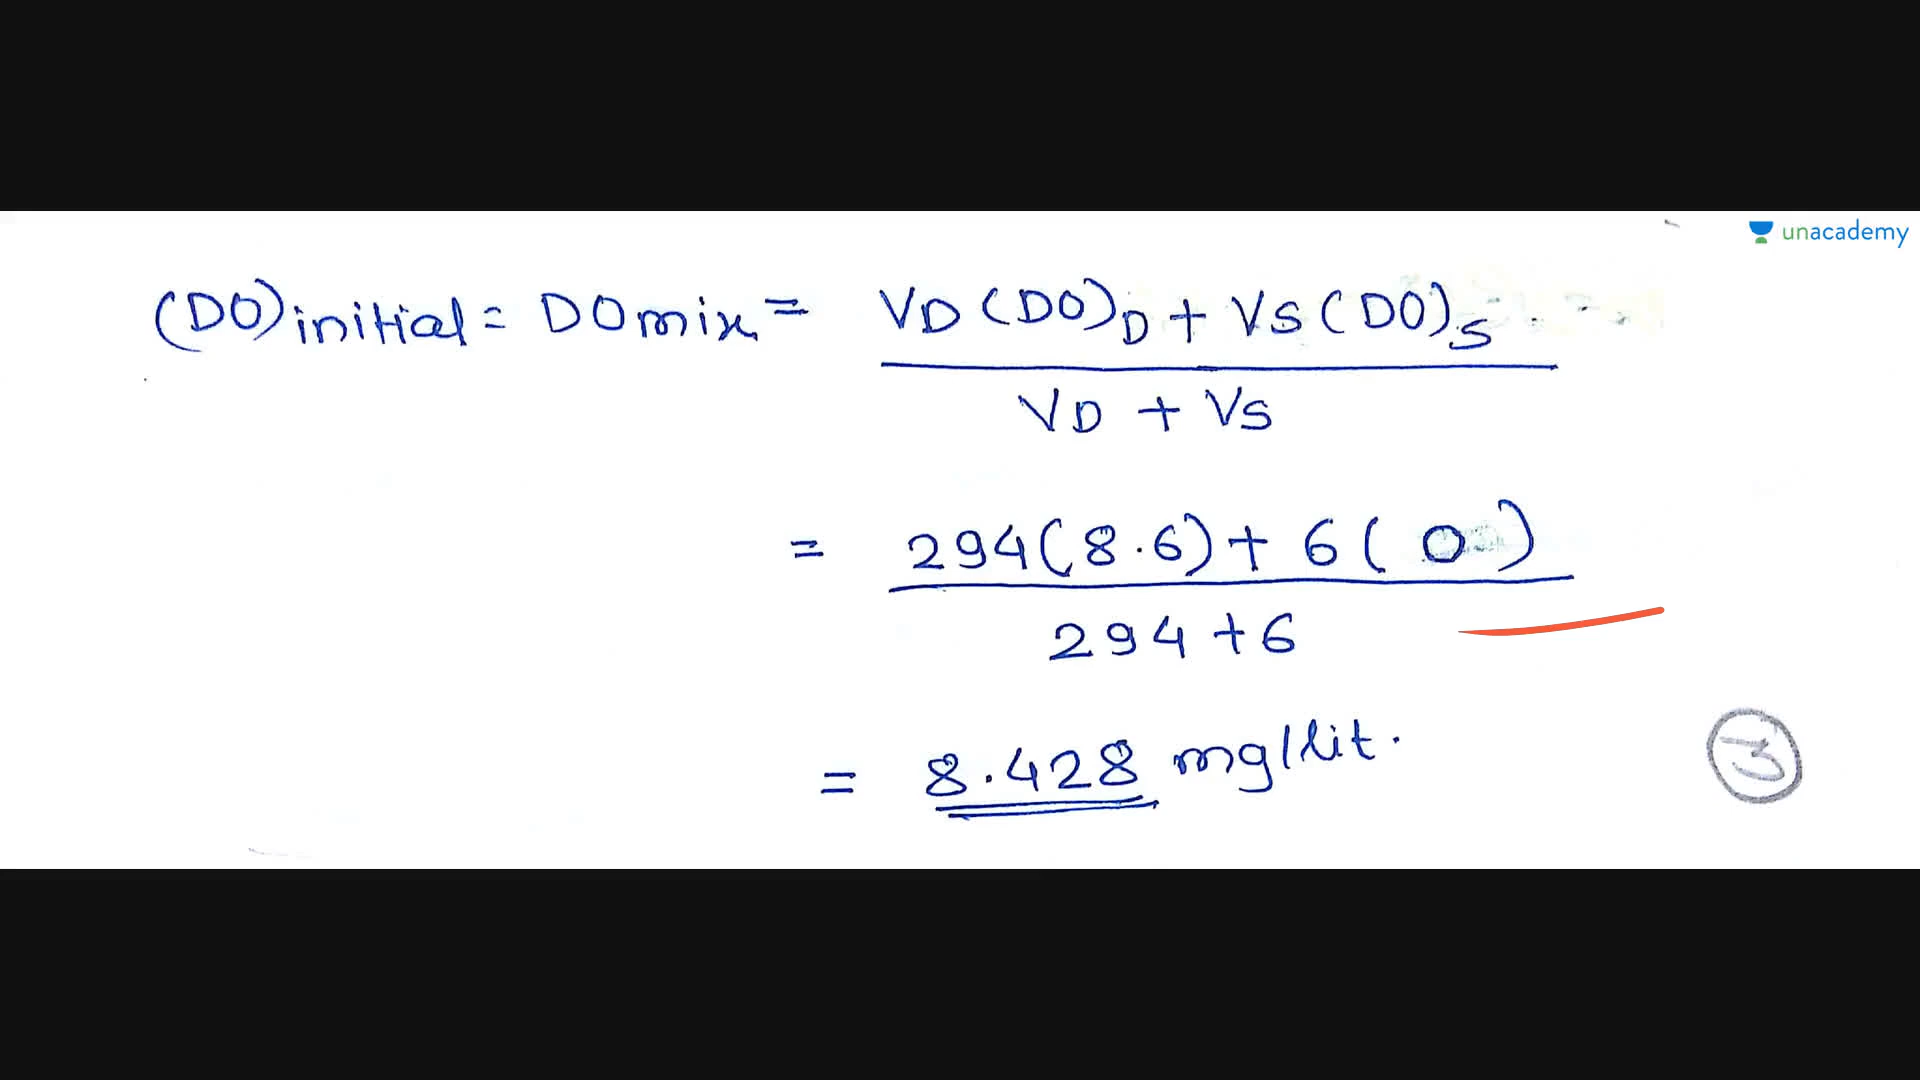 unacademy
(DO)initial = DOmix = VD(DO)D + VS(DO)S
VD + VS
= 294(8.6) + 6(0)
294 + 6
= 8.428 mg/lit.
3